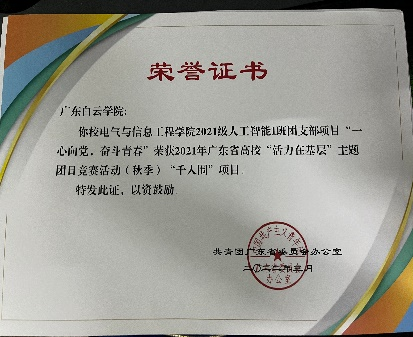 荣誉证书
广东白云学院：
你校电气与信息工程学院2021级人工智能1班团支部项目“一
心向党，奋斗青春”荣获2021年广东省高校“活力在基层”主题
团日竞赛活动（秋季）“千入围”项目。
特发此证，以资鼓励。
共青团广东省委员会办公室